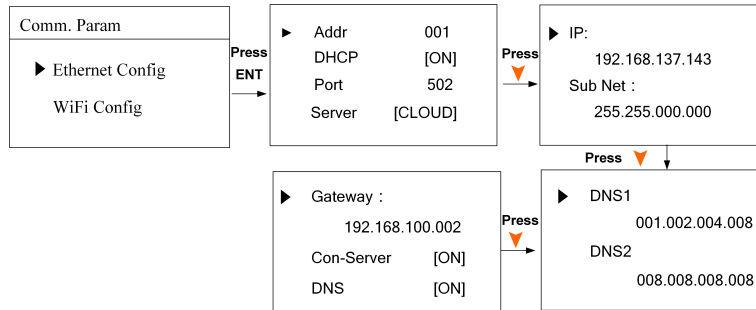 Comm. Param
Ethernet Config
WiFi Config
Press
ENT
Addr 001
DHCP [ON]
Port 502
Server [CLOUD]
Press
IP:
192.168.137.143
Sub Net :
255.255.000.000
Press
Gateway :
192.168.100.002
Con-Server [ON]
DNS [ON]
Press
DNS1
001.002.004.008
DNS2
008.008.008.008